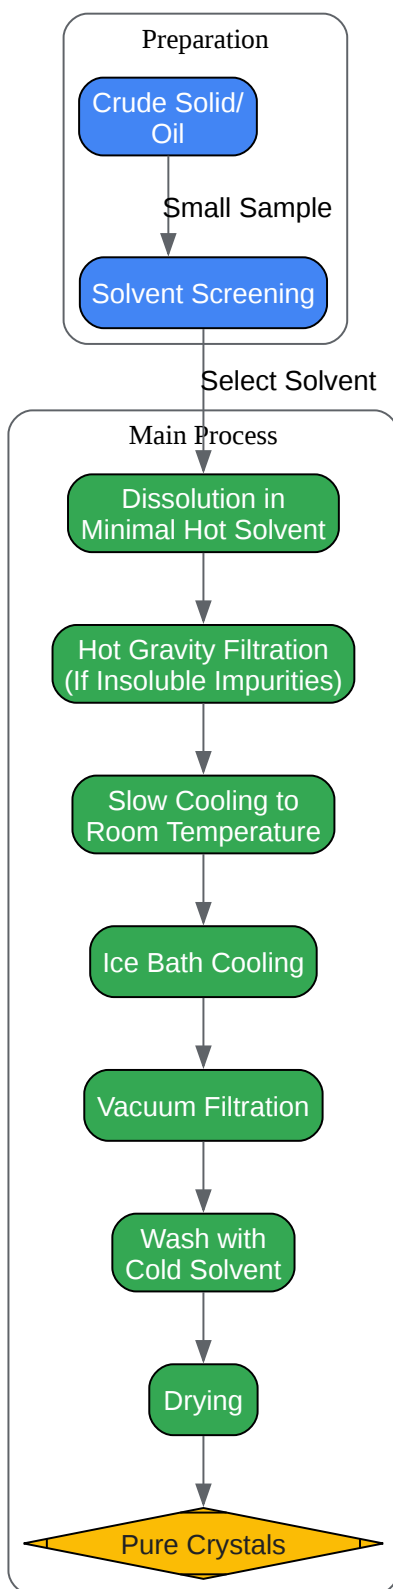 Preparation
Crude Solid/
Oil
Small Sample
Solvent Screening
Select Solvent
Main Process
Dissolution in
Minimal Hot Solvent
Hot Gravity Filtration
(If Insoluble Impurities)
Slow Cooling to
Room Temperature
Ice Bath Cooling
Vacuum Filtration
Wash with
Cold Solvent
Drying
Pure Crystals